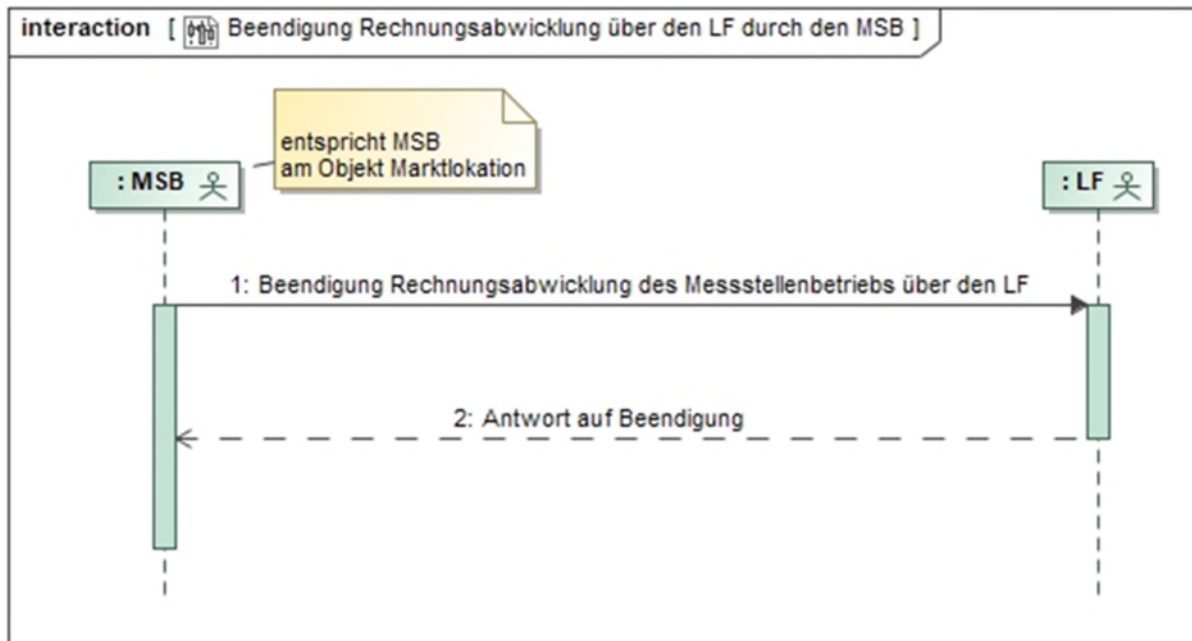 interaction [ Beendigung Rechnungsabwicklung über den LF durch den MSB ]
entspricht MSB
am Objekt Marktlokation
: MSB
: LF
1: Beendigung Rechnungsabwicklung des Messstellenbetriebs über den LF
2: Antwort auf Beendigung